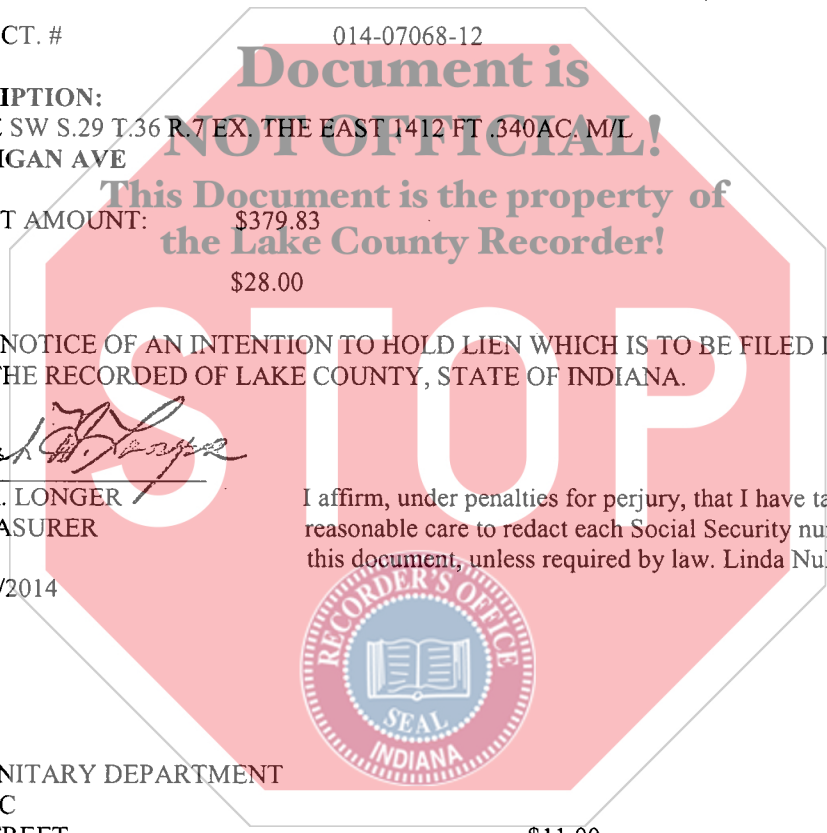 CT. # 014-07068-12
Document is
IPTION:
SW S.29 T.36 R.7 EX. THE EAST 1412 FT .340AC. M/L
NOT OFFICIAL!
IGAN AVE
This Document is the property of
T AMOUNT: $379.83
the Lake County Recorder!
$28.00
STOP
NOTICE OF AN INTENTION TO HOLD LIEN WHICH IS TO BE FILED I
THE RECORDED OF LAKE COUNTY, STATE OF INDIANA.
. LONGER I affirm, under penalties for perjury, that I have ta
ASURER reasonable care to redact each Social Security nu
this document, unless required by law. Linda Nu
/2014
RECORDER'S OFFICE
SEAL
INDIANA
NITARY DEPARTMENT
C
REET $11.00